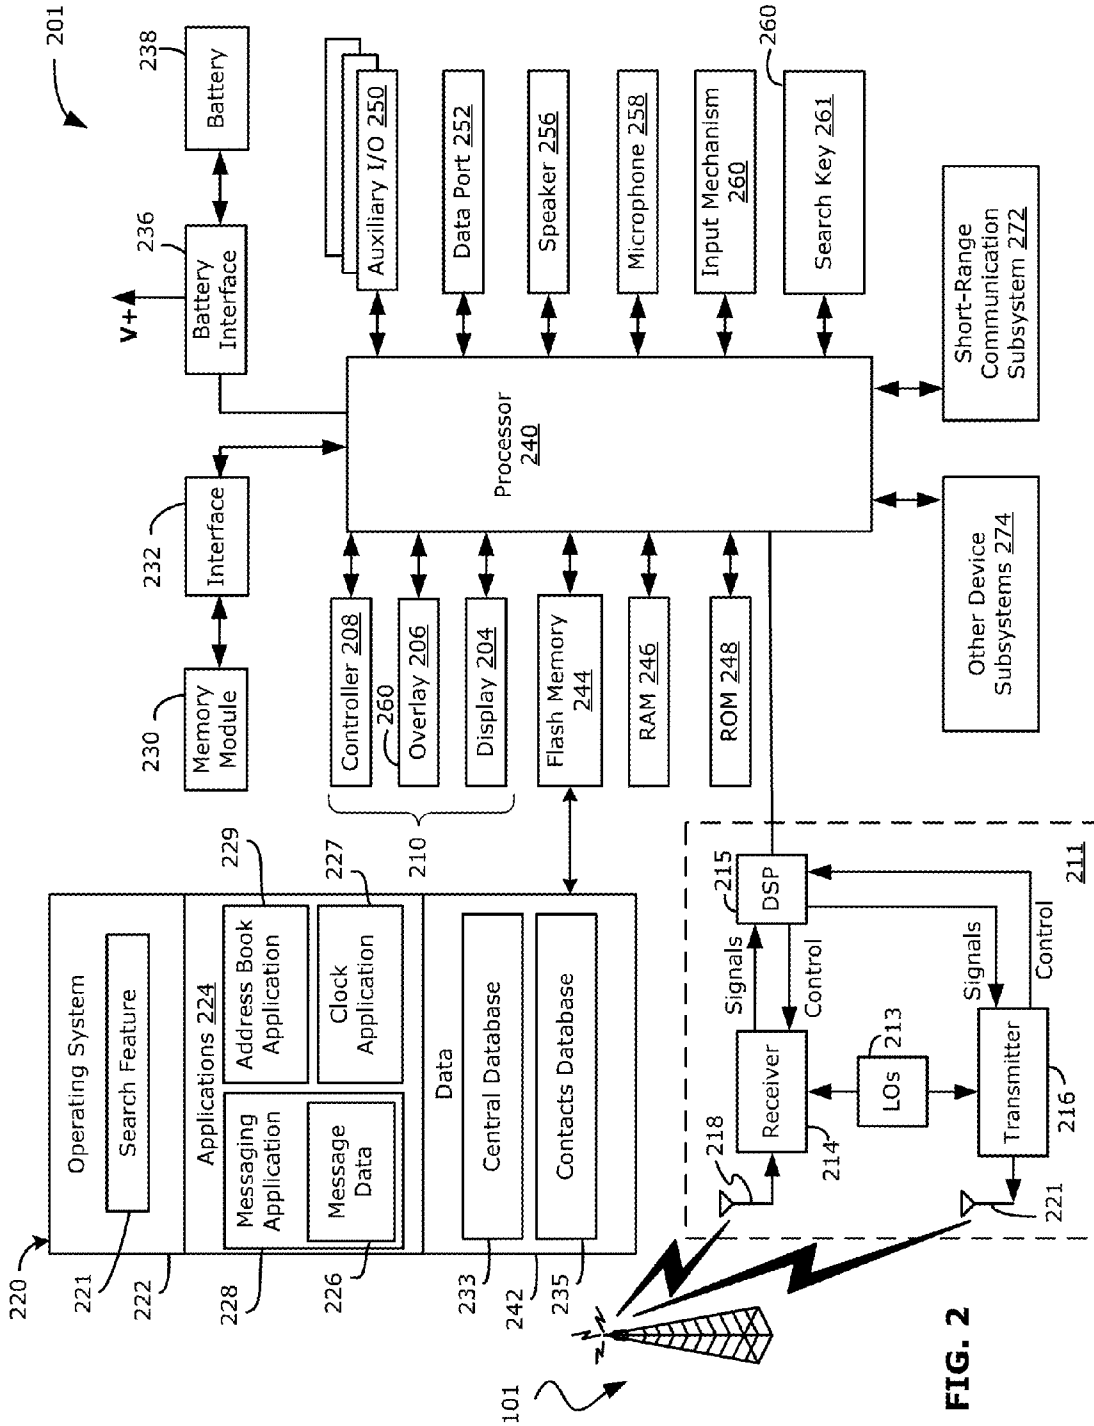 201
220
221
222
228
226
233
242
235
229
227
Operating System
Search Feature
Applications 224
Messaging
Application
Message
Data
Address Book
Application
Clock
Application
Data
Central Database
Contacts Database
230
Memory
Module
232
Interface
V+
236
Battery
Interface
238
Battery
210
Controller 208
260
Overlay 206
Display 204
Flash Memory
244
RAM 246
ROM 248
Processor
240
Auxiliary I/O 250
Data Port 252
Speaker 256
Microphone 258
Input Mechanism
260
260
Search Key 261
Short-Range
Communication
Subsystem 272
Other Device
Subsystems 274
101
218
Receiver
214
Signals
Control
215
DSP
213
LOs
221
Transmitter
216
Signals
Control
211
FIG. 2